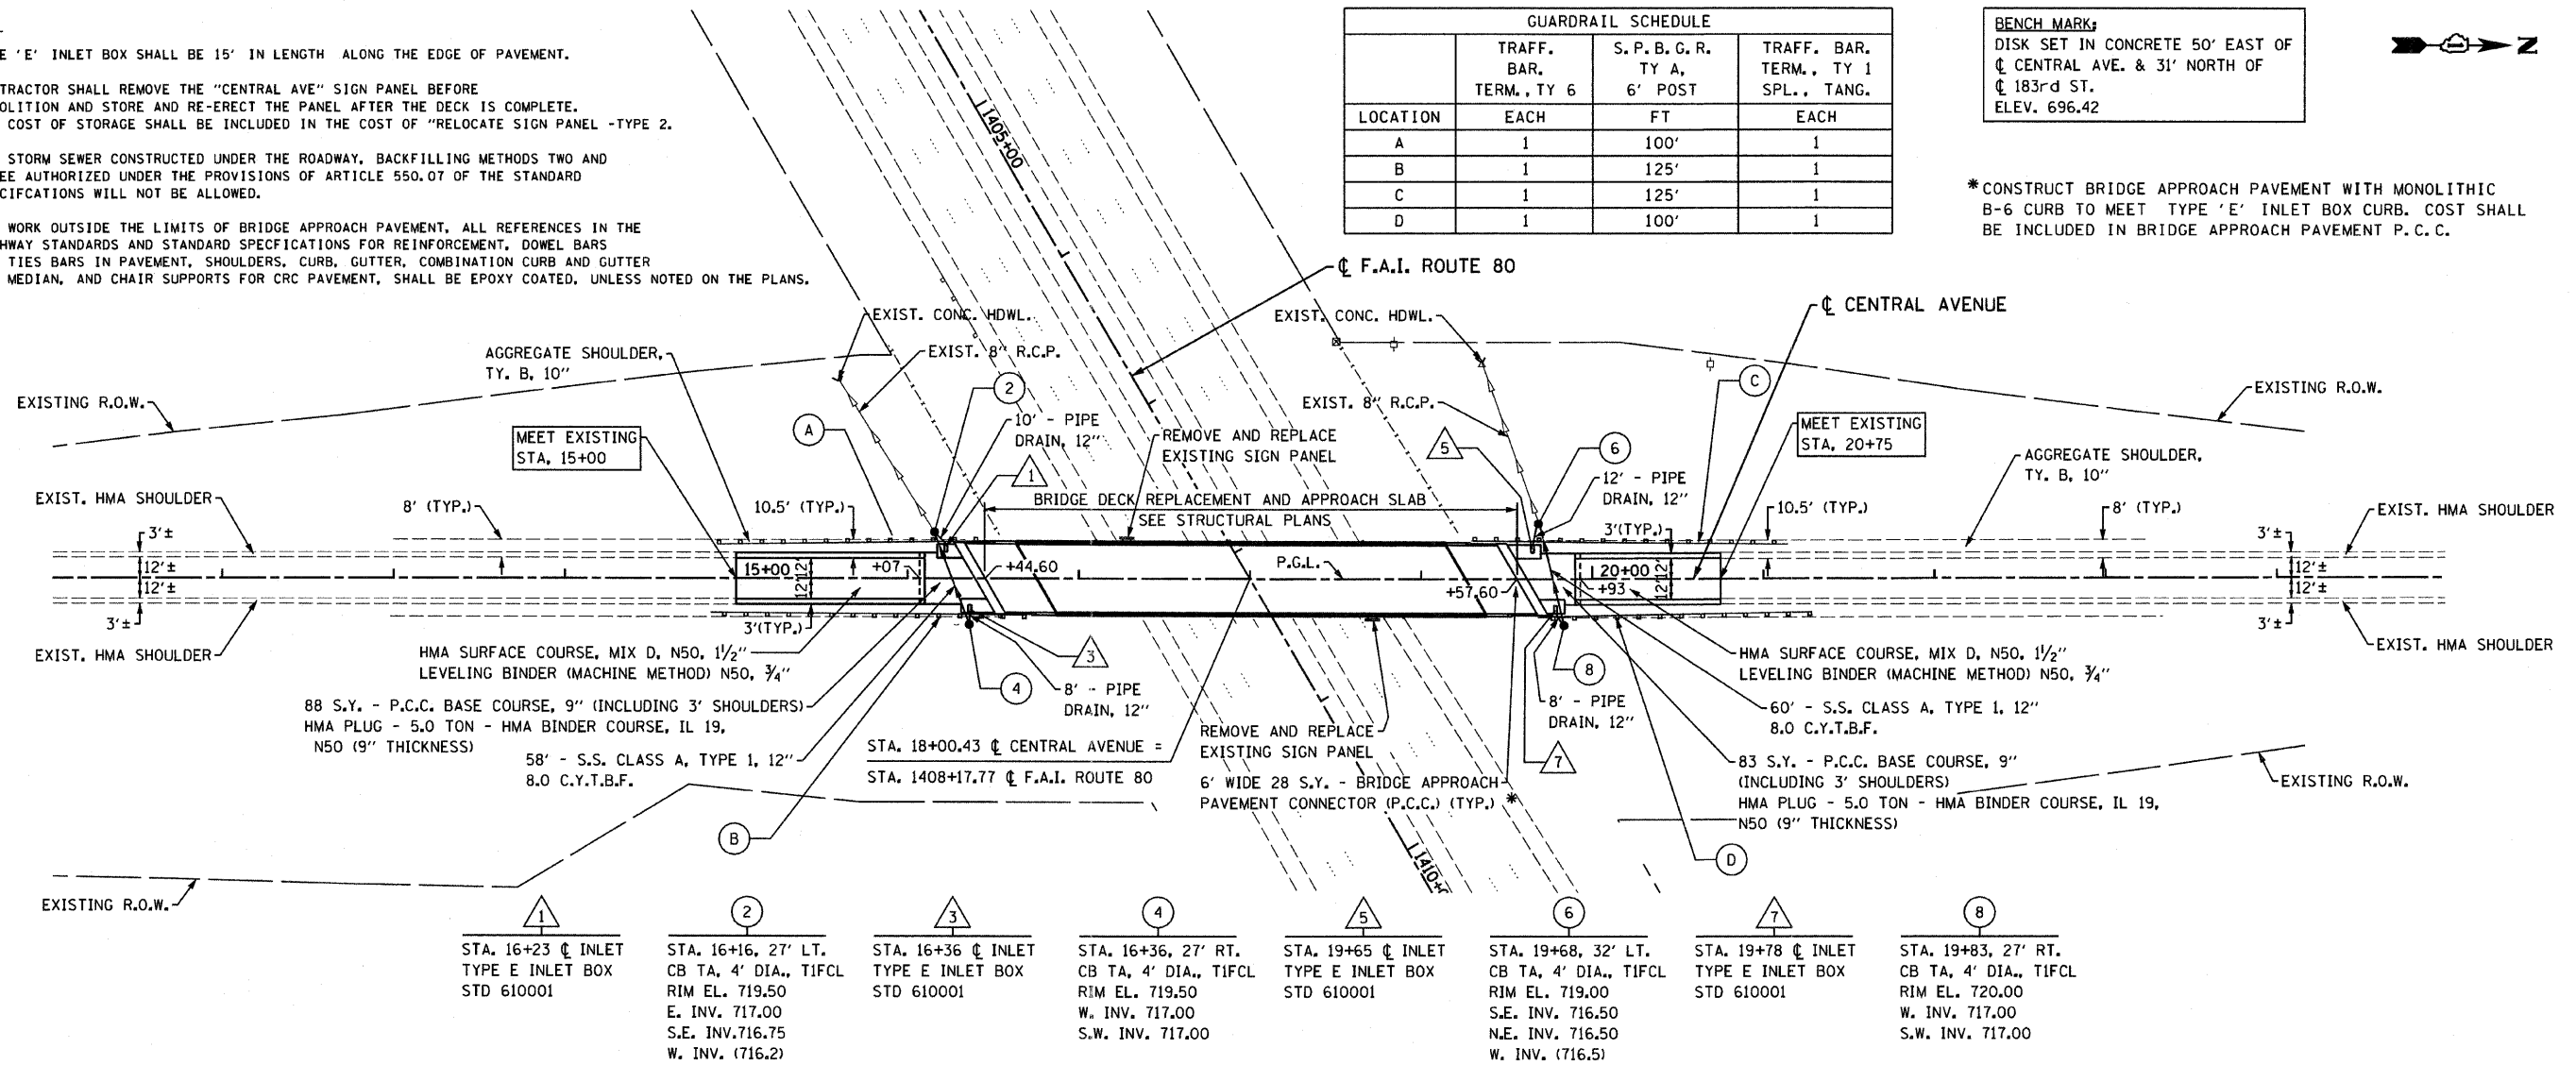 E 'E' INLET BOX SHALL BE 15' IN LENGTH ALONG THE EDGE OF PAVEMENT.
TRACTOR SHALL REMOVE THE "CENTRAL AVE" SIGN PANEL BEFORE
OLITION AND STORE AND RE-ERECT THE PANEL AFTER THE DECK IS COMPLETE.
COST OF STORAGE SHALL BE INCLUDED IN THE COST OF "RELOCATE SIGN PANEL -TYPE 2.
STORM SEWER CONSTRUCTED UNDER THE ROADWAY, BACKFILLING METHODS TWO AND
EE AUTHORIZED UNDER THE PROVISIONS OF ARTICLE 550.07 OF THE STANDARD
CIFCATIONS WILL NOT BE ALLOWED.
WORK OUTSIDE THE LIMITS OF BRIDGE APPROACH PAVEMENT, ALL REFERENCES IN THE
HWAY STANDARDS AND STANDARD SPECFICATIONS FOR REINFORCEMENT, DOWEL BARS
TIES BARS IN PAVEMENT, SHOULDERS, CURB, GUTTER, COMBINATION CURB AND GUTTER
MEDIAN, AND CHAIR SUPPORTS FOR CRC PAVEMENT, SHALL BE EPOXY COATED, UNLESS NOTED ON THE PLANS.
GUARDRAIL SCHEDULE
TRAFF. BAR. TERM., TY 6
S.P.B.G.R. TY A, 6' POST
TRAFF. BAR. TERM., TY 1 SPL., TANG.
LOCATION EACH FT EACH
A 1 100' 1
B 1 125' 1
C 1 125' 1
D 1 100' 1
BENCH MARK:
DISK SET IN CONCRETE 50' EAST OF
℄ CENTRAL AVE. & 31' NORTH OF
℄ 183rd ST.
ELEV. 696.42
N
*CONSTRUCT BRIDGE APPROACH PAVEMENT WITH MONOLITHIC
B-6 CURB TO MEET TYPE 'E' INLET BOX CURB. COST SHALL
BE INCLUDED IN BRIDGE APPROACH PAVEMENT P.C.C.
1405+00
℄ F.A.I. ROUTE 80
℄ CENTRAL AVENUE
EXIST. CONC. HDWL.
EXIST. 8" R.C.P.
AGGREGATE SHOULDER,
TY. B, 10"
EXISTING R.O.W.
MEET EXISTING
STA. 15+00
A
2
10' - PIPE
DRAIN, 12"
1
REMOVE AND REPLACE
EXISTING SIGN PANEL
EXIST. CONC. HDWL.
EXIST. 8" R.C.P.
5
6
12' - PIPE
DRAIN, 12"
C
MEET EXISTING
STA. 20+75
EXISTING R.O.W.
AGGREGATE SHOULDER,
TY. B, 10"
BRIDGE DECK REPLACEMENT AND APPROACH SLAB
SEE STRUCTURAL PLANS
EXIST. HMA SHOULDER
8' (TYP.)
10.5' (TYP.)
3'(TYP.)
10.5' (TYP.)
8' (TYP.)
EXIST. HMA SHOULDER
3'±
12'±
12'±
3'±
15+00
12'
12'
+07
+44.60
P.G.L.
+57.60
20+00
12'
12'
+93
3'±
12'±
12'±
3'±
3'(TYP.)
EXIST. HMA SHOULDER
EXIST. HMA SHOULDER
HMA SURFACE COURSE, MIX D, N50, 1½"
LEVELING BINDER (MACHINE METHOD) N50, ¾"
88 S.Y. - P.C.C. BASE COURSE, 9" (INCLUDING 3' SHOULDERS)
HMA PLUG - 5.0 TON - HMA BINDER COURSE, IL 19,
N50 (9" THICKNESS)
58' - S.S. CLASS A, TYPE 1, 12"
8.0 C.Y.T.B.F.
3
4
8' - PIPE
DRAIN, 12"
STA. 18+00.43 ℄ CENTRAL AVENUE =
STA. 1408+17.77 ℄ F.A.I. ROUTE 80
REMOVE AND REPLACE
EXISTING SIGN PANEL
6' WIDE 28 S.Y. - BRIDGE APPROACH
PAVEMENT CONNECTOR (P.C.C.) (TYP.) *
8
8' - PIPE
DRAIN, 12"
7
HMA SURFACE COURSE, MIX D, N50, 1½"
LEVELING BINDER (MACHINE METHOD) N50, ¾"
60' - S.S. CLASS A, TYPE 1, 12"
8.0 C.Y.T.B.F.
83 S.Y. - P.C.C. BASE COURSE, 9"
(INCLUDING 3' SHOULDERS)
HMA PLUG - 5.0 TON - HMA BINDER COURSE, IL 19,
N50 (9" THICKNESS)
EXISTING R.O.W.
B
D
1410+0
EXISTING R.O.W.
1
STA. 16+23 ℄ INLET
TYPE E INLET BOX
STD 610001
2
STA. 16+16, 27' LT.
CB TA, 4' DIA., T1FCL
RIM EL. 719.50
E. INV. 717.00
S.E. INV.716.75
W. INV. (716.2)
3
STA. 16+36 ℄ INLET
TYPE E INLET BOX
STD 610001
4
STA. 16+36, 27' RT.
CB TA, 4' DIA., T1FCL
RIM EL. 719.50
W. INV. 717.00
S.W. INV. 717.00
5
STA. 19+65 ℄ INLET
TYPE E INLET BOX
STD 610001
6
STA. 19+68, 32' LT.
CB TA, 4' DIA., T1FCL
RIM EL. 719.00
S.E. INV. 716.50
N.E. INV. 716.50
W. INV. (716.5)
7
STA. 19+78 ℄ INLET
TYPE E INLET BOX
STD 610001
8
STA. 19+83, 27' RT.
CB TA, 4' DIA., T1FCL
RIM EL. 720.00
W. INV. 717.00
S.W. INV. 717.00